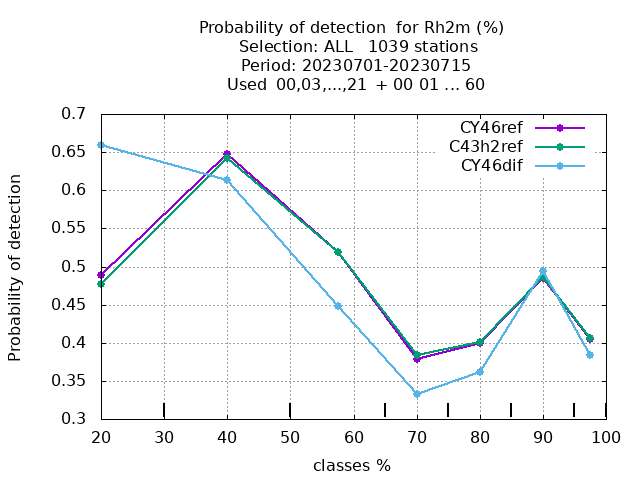 Probability of detection  for Rh2m (%)
Selection: ALL   1039 stations
Period: 20230701-20230715
Used  00,03,...,21  + 00 01 ... 60
0.7
0.65
0.6
0.55
0.5
0.45
0.4
0.35
0.3
Probability of detection
CY46ref
C43h2ref
CY46dif
20 30 40 50 60 70 80 90 100
classes %